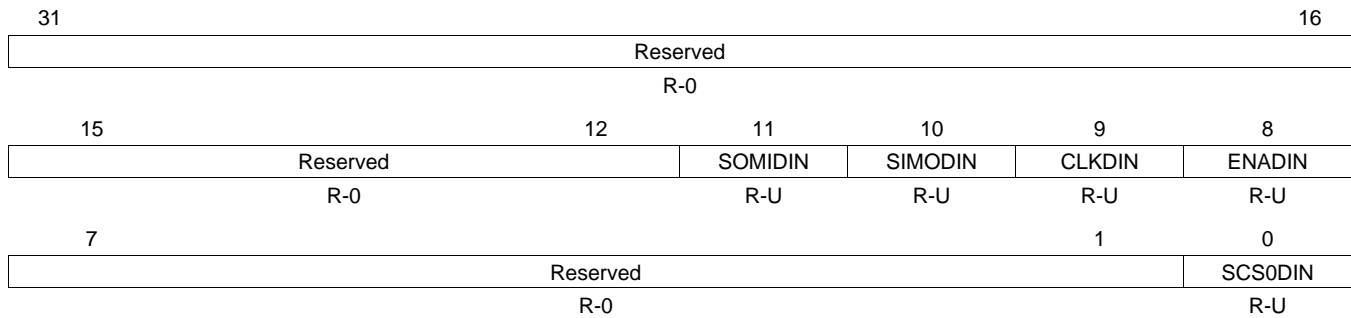 31 16
Reserved
R-0
15 12 11 10 9 8
Reserved SOMIDIN SIMODIN CLKDIN ENADIN
R-0 R-U R-U R-U R-U
7 1 0
Reserved SCS0DIN
R-0 R-U